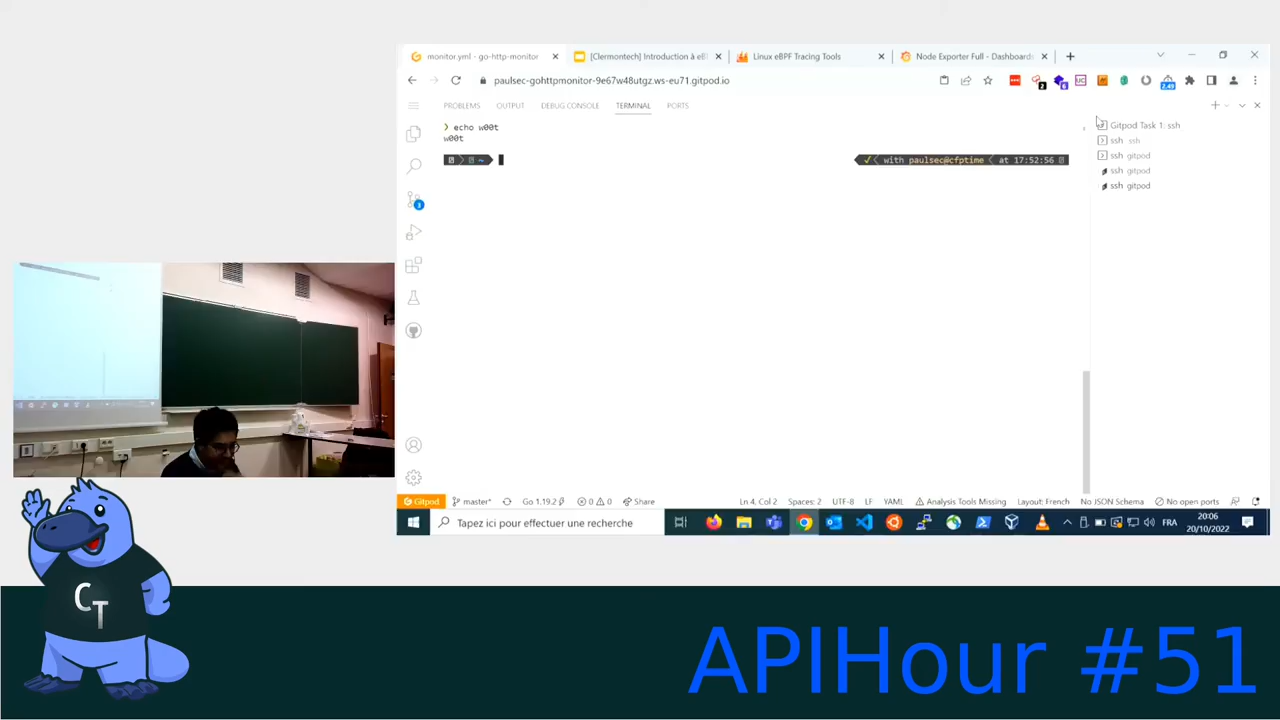 monitor.yml - go-http-monitor
[Clermontech] Introduction à eB
Linux eBPF Tracing Tools
Node Exporter Full - Dashboards
paulsec-gohttpmonitor-9e67w48utgz.ws-eu71.gitpod.io
2
6
2.49
PROBLEMS
OUTPUT
DEBUG CONSOLE
TERMINAL
PORTS
❯ echo w00t
w00t
~
✓ with paulsec@cfptime at 17:52:56
Gitpod Task 1: ssh
ssh ssh
ssh gitpod
ssh gitpod
ssh gitpod
Gitpod
master*
Go 1.19.2
0
0
Share
Ln 4, Col 2
Spaces: 2
UTF-8
LF
YAML
Analysis Tools Missing
Layout: French
No JSON Schema
No open ports
Tapez ici pour effectuer une recherche
FRA
20:06
20/10/2022
CT
APIHour #51